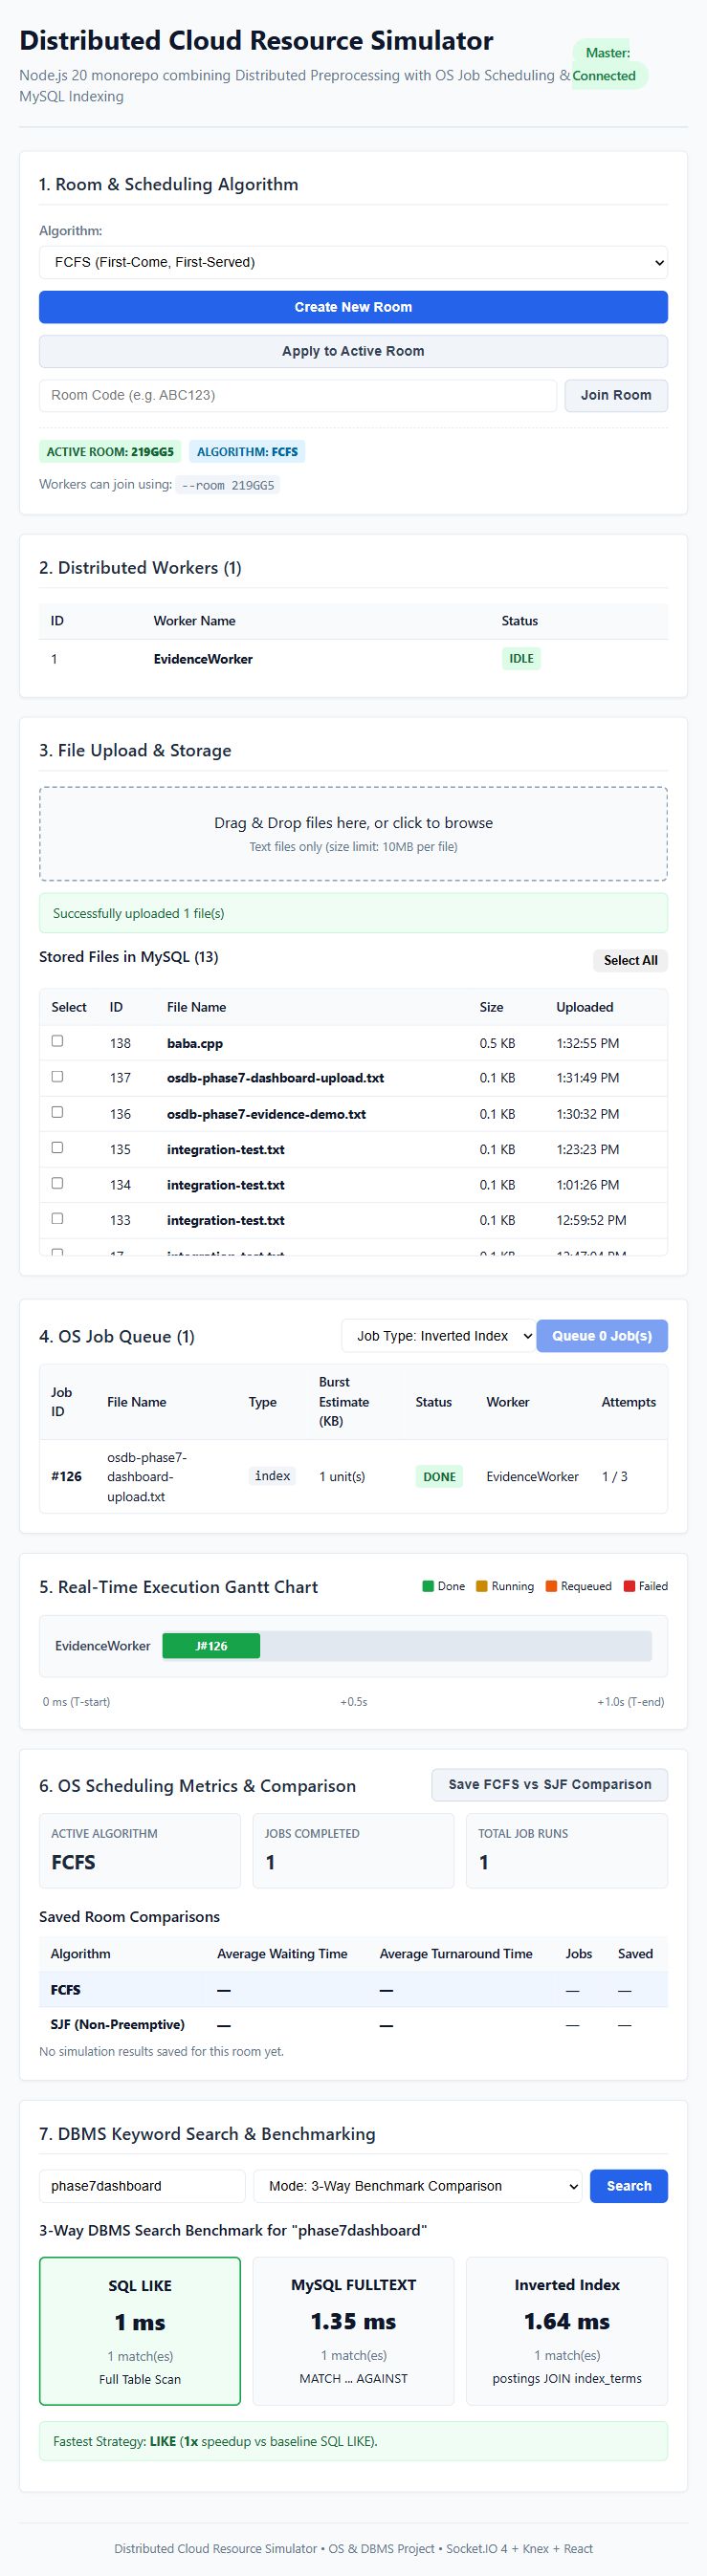 Distributed Cloud Resource Simulator
Node.js 20 monorepo combining Distributed Preprocessing with OS Job Scheduling &
MySQL Indexing
Master:
Connected
1. Room & Scheduling Algorithm
Algorithm:
FCFS (First-Come, First-Served)
Create New Room
Apply to Active Room
Room Code (e.g. ABC123)
Join Room
ACTIVE ROOM: 219GG5
ALGORITHM: FCFS
Workers can join using: --room 219GG5
2. Distributed Workers (1)
ID Worker Name Status
1 EvidenceWorker IDLE
3. File Upload & Storage
Drag & Drop files here, or click to browse
Text files only (size limit: 10MB per file)
Successfully uploaded 1 file(s)
Stored Files in MySQL (13)
Select All
Select ID File Name Size Uploaded
138 baba.cpp 0.5 KB 1:32:55 PM
137 osdb-phase7-dashboard-upload.txt 0.1 KB 1:31:49 PM
136 osdb-phase7-evidence-demo.txt 0.1 KB 1:30:32 PM
135 integration-test.txt 0.1 KB 1:23:23 PM
134 integration-test.txt 0.1 KB 1:01:26 PM
133 integration-test.txt 0.1 KB 12:59:52 PM
4. OS Job Queue (1)
Job Type: Inverted Index
Queue 0 Job(s)
Job ID File Name Type Burst Estimate (KB) Status Worker Attempts
#126 osdb-phase7-dashboard-upload.txt index 1 unit(s) DONE EvidenceWorker 1 / 3
5. Real-Time Execution Gantt Chart
Done Running Requeued Failed
EvidenceWorker J#126
0 ms (T-start) +0.5s +1.0s (T-end)
6. OS Scheduling Metrics & Comparison
Save FCFS vs SJF Comparison
ACTIVE ALGORITHM
FCFS
JOBS COMPLETED
1
TOTAL JOB RUNS
1
Saved Room Comparisons
Algorithm Average Waiting Time Average Turnaround Time Jobs Saved
FCFS — — — —
SJF (Non-Preemptive) — — — —
No simulation results saved for this room yet.
7. DBMS Keyword Search & Benchmarking
phase7dashboard
Mode: 3-Way Benchmark Comparison
Search
3-Way DBMS Search Benchmark for "phase7dashboard"
SQL LIKE
1 ms
1 match(es)
Full Table Scan
MySQL FULLTEXT
1.35 ms
1 match(es)
MATCH ... AGAINST
Inverted Index
1.64 ms
1 match(es)
postings JOIN index_terms
Fastest Strategy: LIKE (1x speedup vs baseline SQL LIKE).
Distributed Cloud Resource Simulator • OS & DBMS Project • Socket.IO 4 + Knex + React